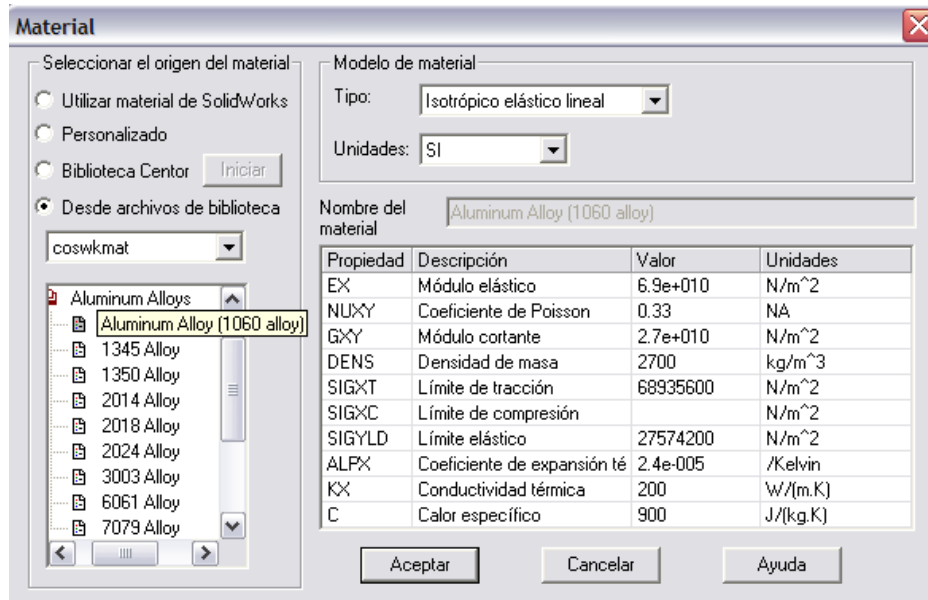 Material
Seleccionar el origen del material
Utilizar material de SolidWorks
Personalizado
Biblioteca Centor Iniciar
Desde archivos de biblioteca
coswkmat
Aluminum Alloys
Aluminum Alloy (1060 alloy)
1345 Alloy
1350 Alloy
2014 Alloy
2018 Alloy
2024 Alloy
3003 Alloy
6061 Alloy
7079 Alloy
Modelo de material
Tipo: Isotrópico elástico lineal
Unidades: SI
Nombre del material Aluminum Alloy (1060 alloy)
Propiedad Descripción Valor Unidades
EX Módulo elástico 6.9e+010 N/m^2
NUXY Coeficiente de Poisson 0.33 NA
GXY Módulo cortante 2.7e+010 N/m^2
DENS Densidad de masa 2700 kg/m^3
SIGXT Límite de tracción 68935600 N/m^2
SIGXC Límite de compresión N/m^2
SIGYLD Límite elástico 27574200 N/m^2
ALPX Coeficiente de expansión té 2.4e-005 /Kelvin
KX Conductividad térmica 200 W/(m.K)
C Calor específico 900 J/(kg.K)
Aceptar Cancelar Ayuda